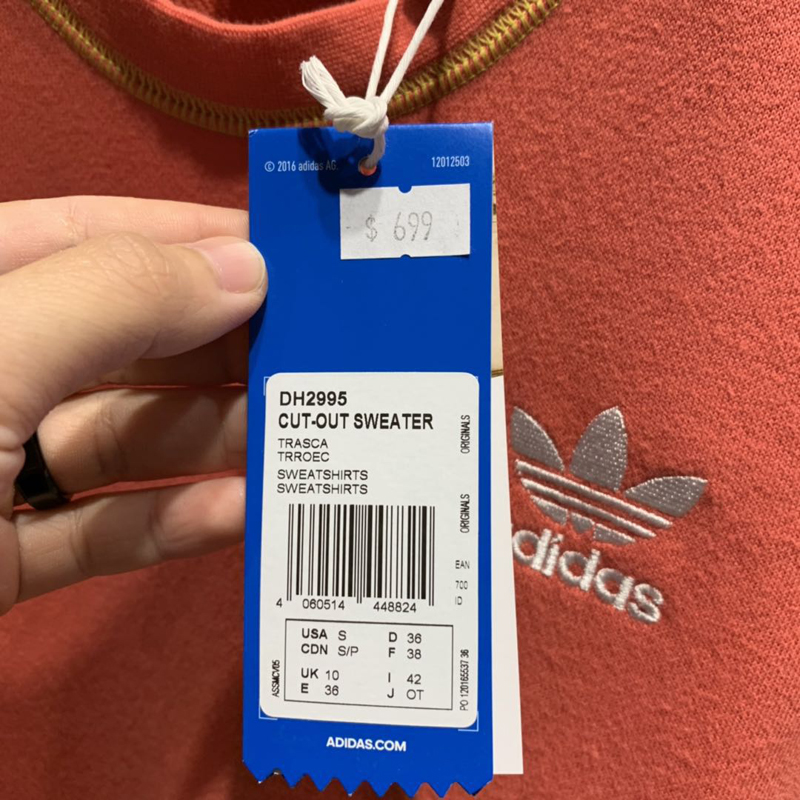 © 2016 adidas AG.
12012503
$ 699
DH2995
CUT-OUT SWEATER
TRASCA
TRROEC
SWEATSHIRTS
SWEATSHIRTS
ORIGINALS
ORIGINALS
EAN
700
ID
4 060514 448824
USA S D 36
CDN S/P F 38
UK 10 I 42
E 36 J OT
ASSMCV05
PO 120165537 36
ADIDAS.COM
adidas